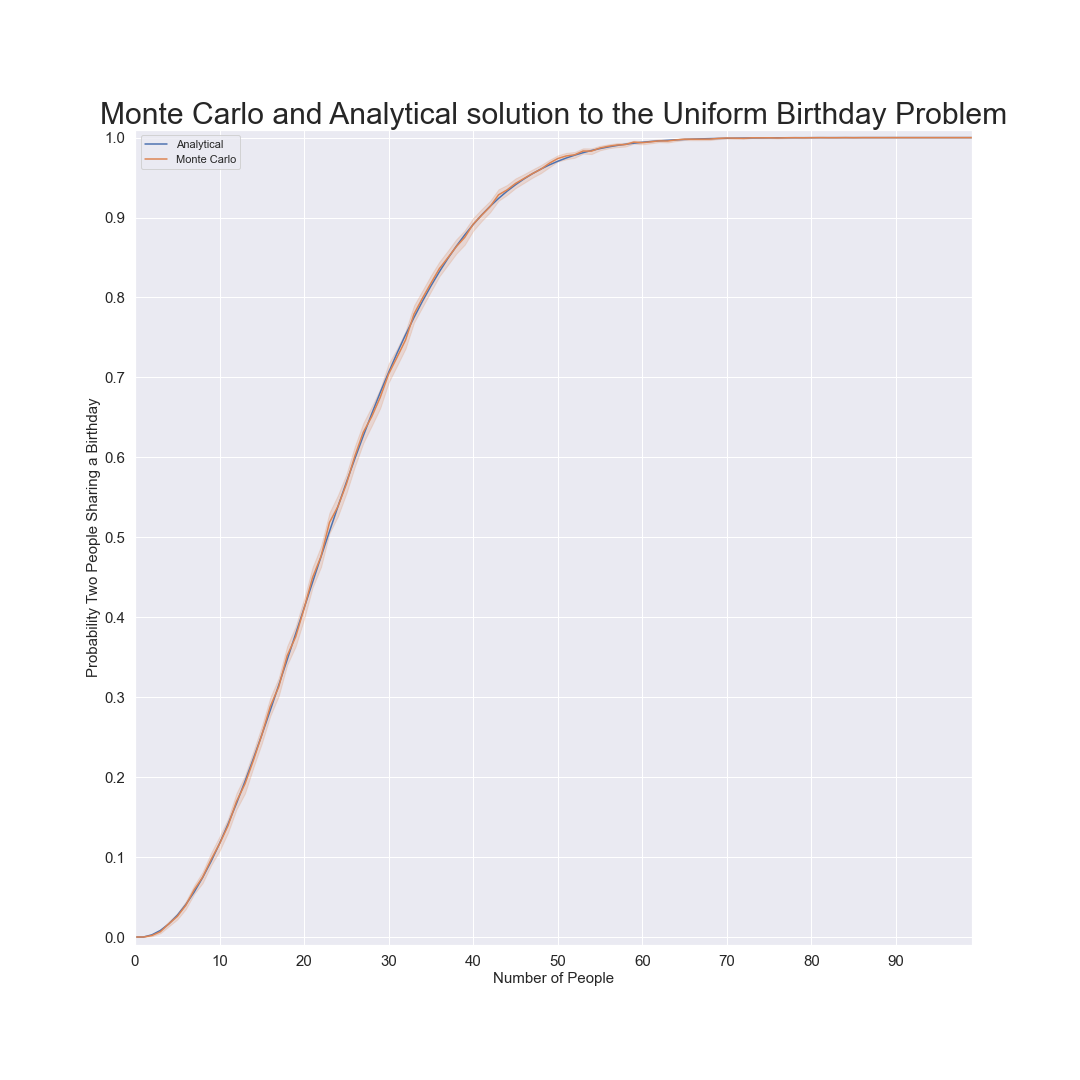 Monte Carlo and Analytical solution to the Uniform Birthday Problem
Analytical
Monte Carlo
Probability Two People Sharing a Birthday
1.0
0.9
0.8
0.7
0.6
0.5
0.4
0.3
0.2
0.1
0.0
0 10 20 30 40 50 60 70 80 90
Number of People